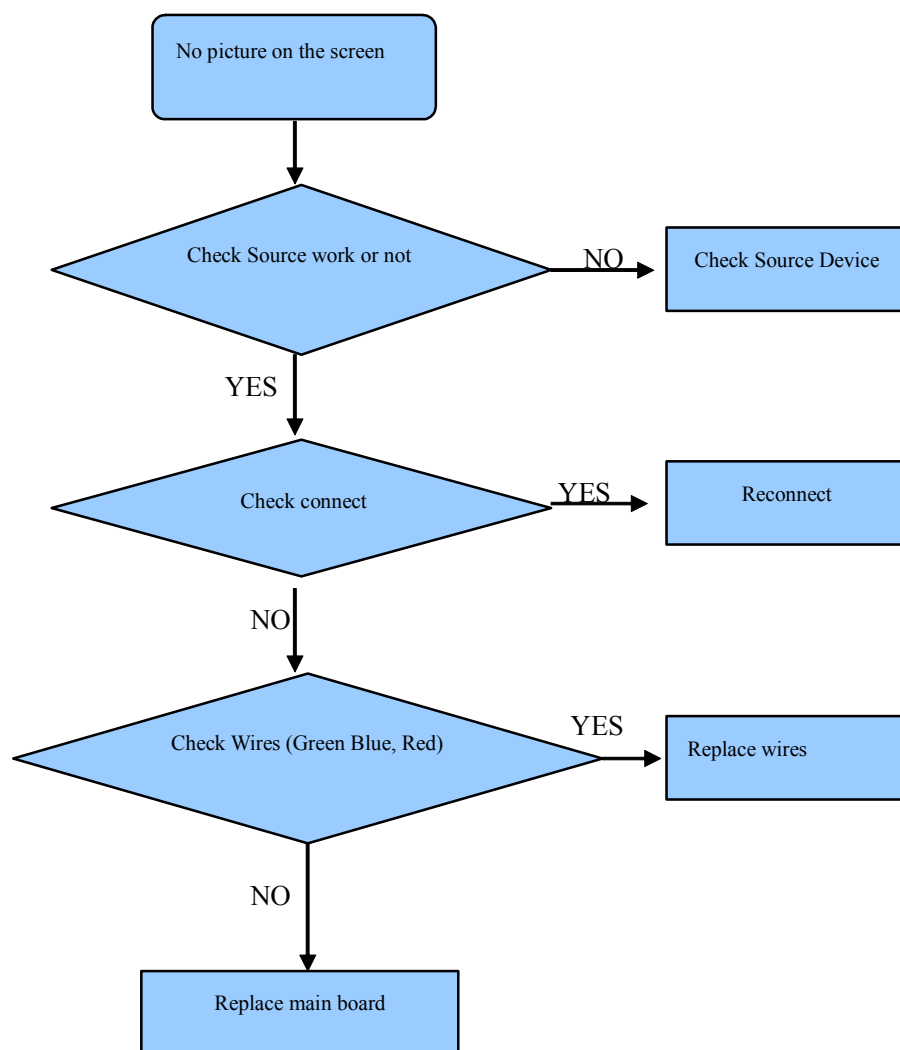 No picture on the screen
Check Source work or not
NO
Check Source Device
YES
Check connect
YES
Reconnect
NO
Check Wires (Green Blue, Red)
YES
Replace wires
NO
Replace main board